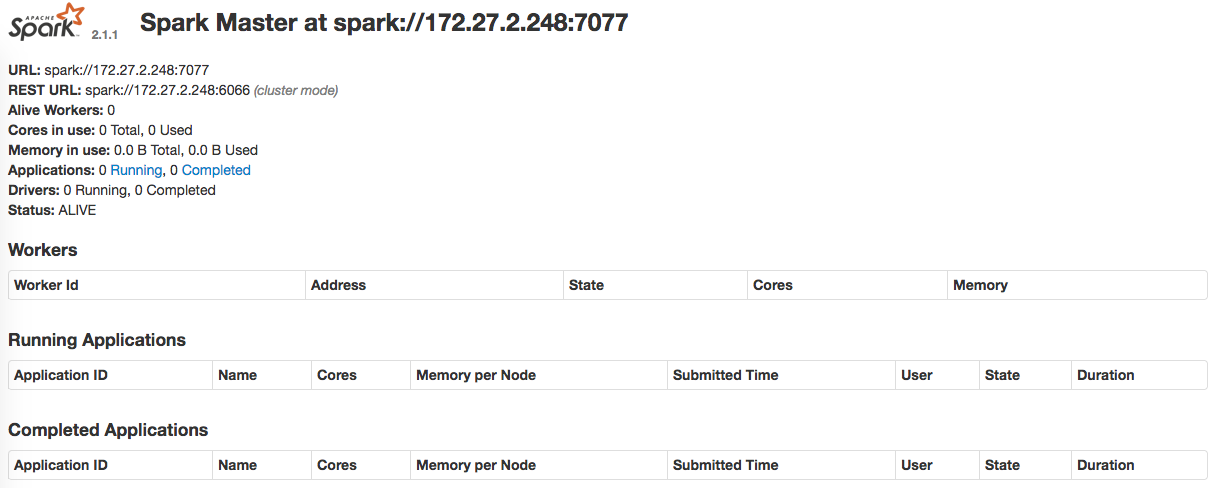 APACHE
Spark 2.1.1 Spark Master at spark://172.27.2.248:7077
URL: spark://172.27.2.248:7077
REST URL: spark://172.27.2.248:6066 (cluster mode)
Alive Workers: 0
Cores in use: 0 Total, 0 Used
Memory in use: 0.0 B Total, 0.0 B Used
Applications: 0 Running, 0 Completed
Drivers: 0 Running, 0 Completed
Status: ALIVE
Workers
Worker Id Address State Cores Memory
Running Applications
Application ID Name Cores Memory per Node Submitted Time User State Duration
Completed Applications
Application ID Name Cores Memory per Node Submitted Time User State Duration